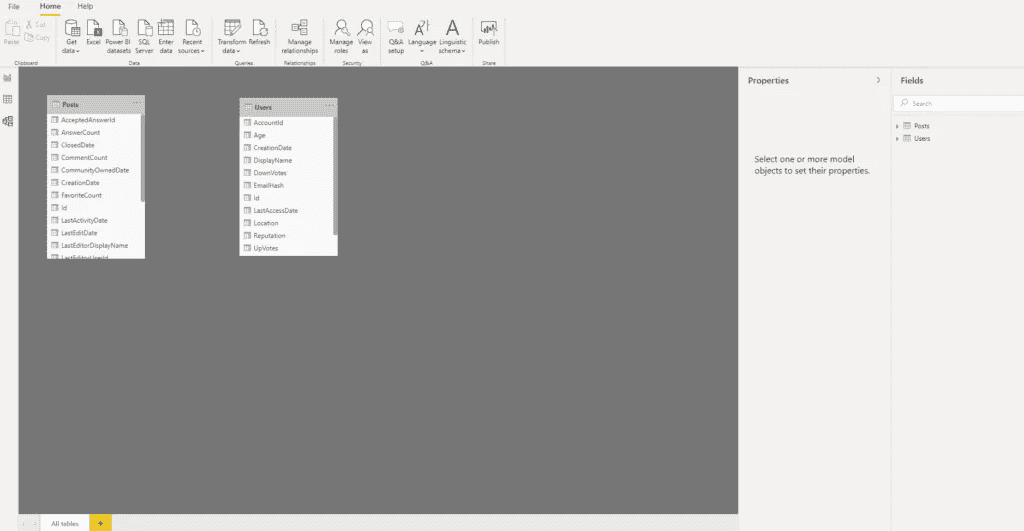 File Home Help
Paste
Cut
Copy
Get data
Excel
Power BI datasets
SQL Server
Enter data
Recent sources
Transform data
Refresh
Manage relationships
Manage roles
View as
Q&A setup
Language
Linguistic schema
Publish
Clipboard
Data
Queries
Relationships
Security
Q&A
Share
Posts
AcceptedAnswerId
AnswerCount
ClosedDate
CommentCount
CommunityOwnedDate
CreationDate
FavoriteCount
Id
LastActivityDate
LastEditDate
LastEditorDisplayName
LastEditorUserId
Users
AccountId
Age
CreationDate
DisplayName
DownVotes
EmailHash
Id
LastAccessDate
Location
Reputation
UpVotes
Properties
Select one or more model
objects to set their properties.
Fields
Search
Posts
Users
All tables